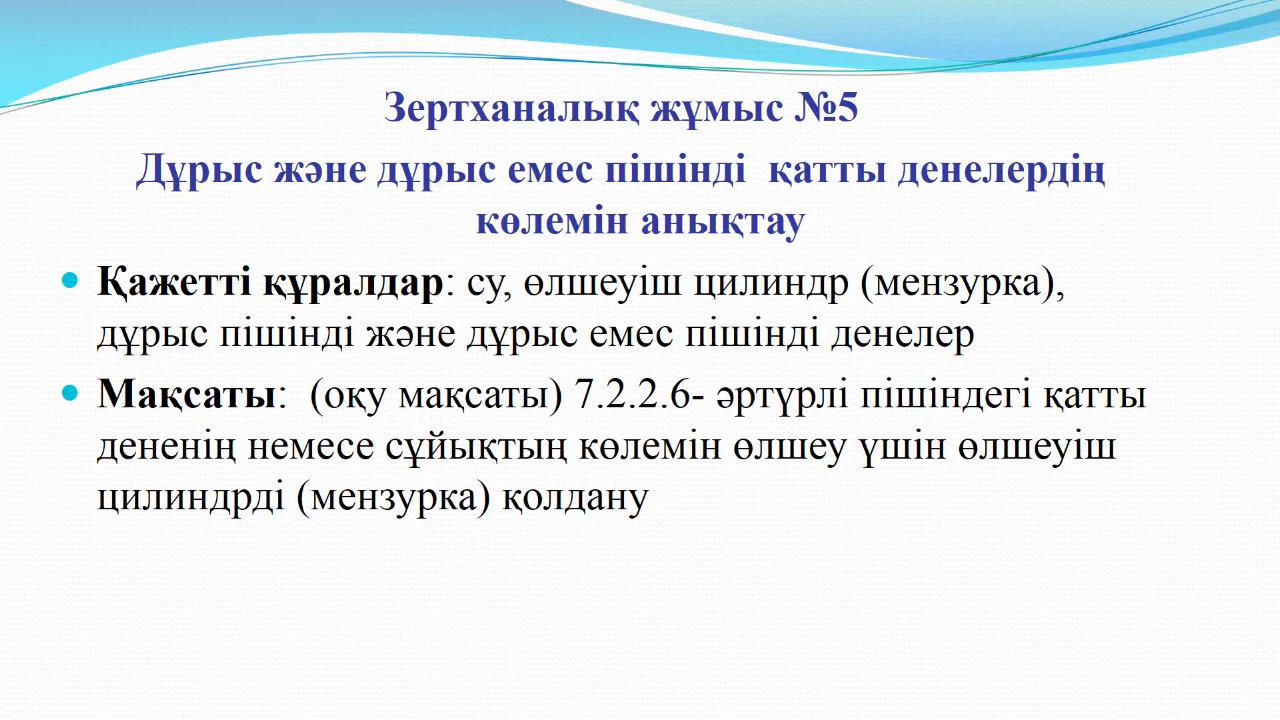 Зертханалық жұмыс №5
Дұрыс және дұрыс емес пішінді қатты денелердің
көлемін анықтау
• Қажетті құралдар: су, өлшеуіш цилиндр (мензурка),
дұрыс пішінді және дұрыс емес пішінді денелер
• Мақсаты: (оқу мақсаты) 7.2.2.6- әртүрлі пішіндегі қатты
дененің немесе сұйықтың көлемін өлшеу үшін өлшеуіш
цилиндрді (мензурка) қолдану